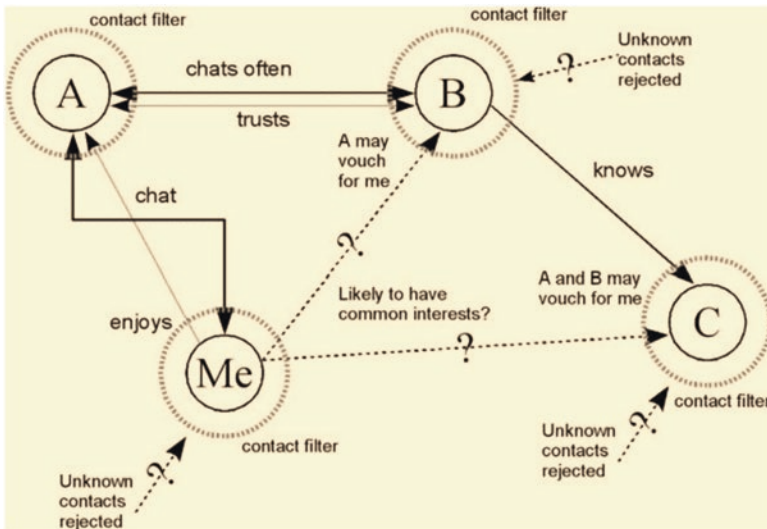 contact filter
contact filter
A
chats often
B
?
Unknown
contacts
rejected
trusts
A may
vouch
for me
knows
chat
?
Likely to have
common interests?
A and B may
vouch for me
C
enjoys
Me
?
contact filter
contact filter
?
Unknown
contacts
rejected
?
Unknown
contacts
rejected